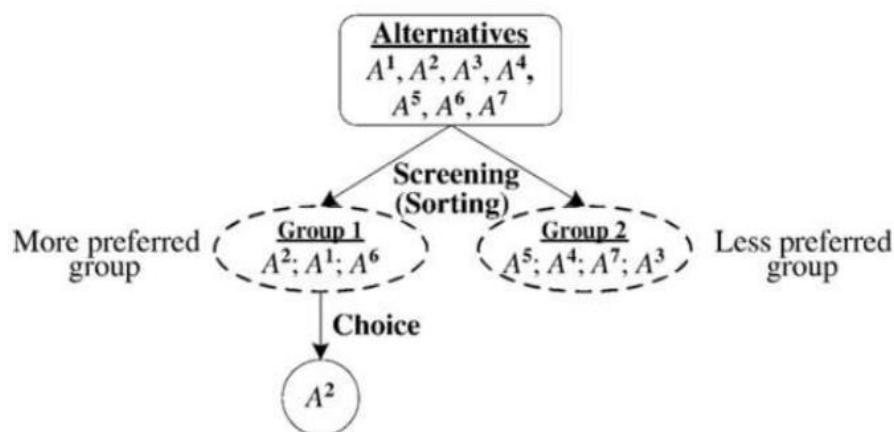 Alternatives
A¹, A², A³, A⁴,
A⁵, A⁶, A⁷
Screening
(Sorting)
More preferred
group
Group 1
A²; A¹; A⁶
Group 2
A⁵; A⁴; A⁷; A³
Less preferred
group
Choice
A²